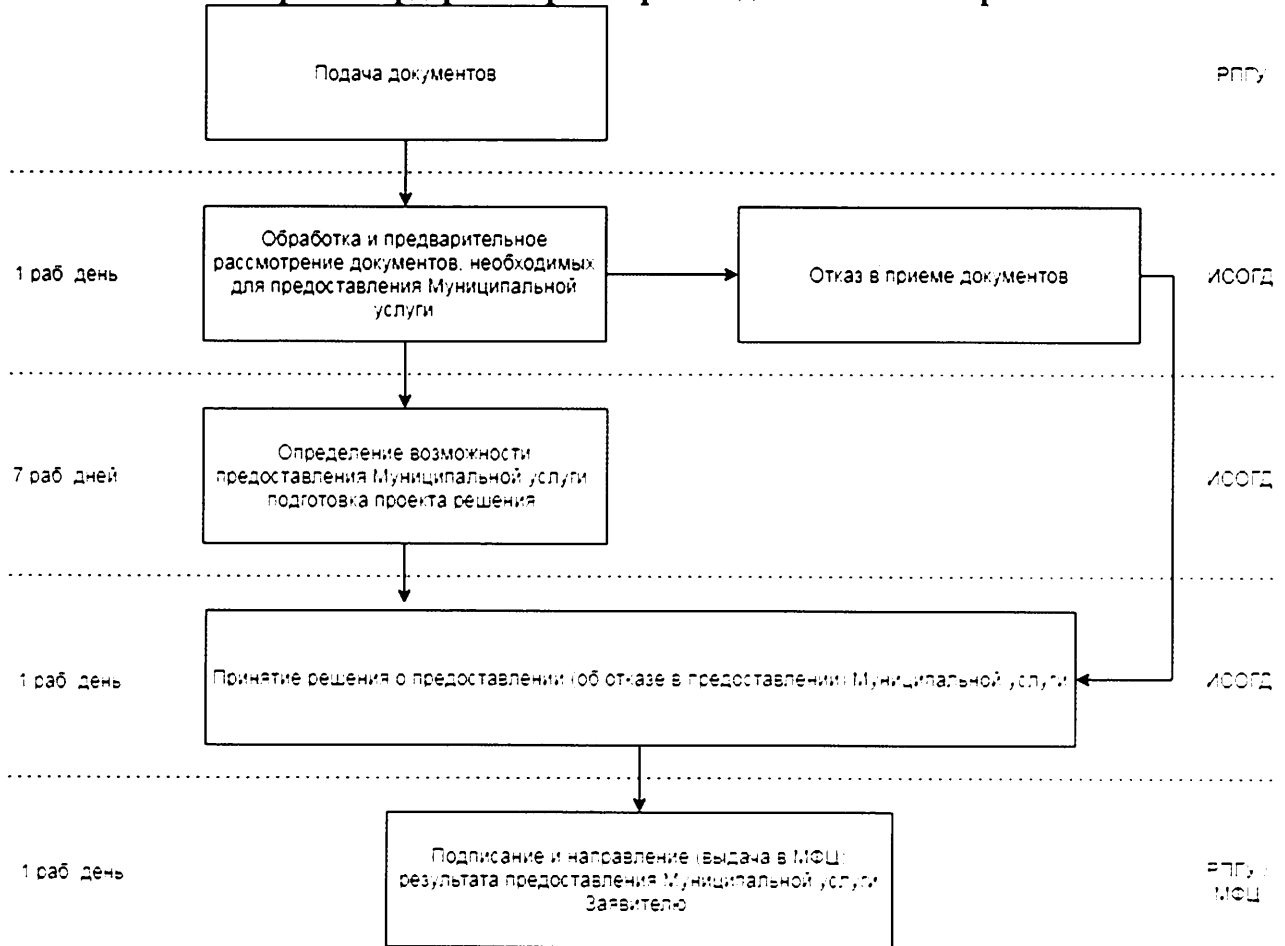 Подача документов
РПГУ
Обработка и предварительное
рассмотрение документов, необходимых
для предоставления Муниципальной
услуги
1 раб день
Отказ в приеме документов
ИСОГД
Определение возможности
предоставления Муниципальной услуги
подготовка проекта решения
7 раб дней
ИСОГД
1 раб день
Принятие решения о предоставлении (об отказе в предоставлении) Муниципальной услуги
ИСОГД
Подписание и направление (выдача в МФЦ)
результата предоставления Муниципальной услуги
Заявителю
1 раб день
РПГУ /
МФЦ